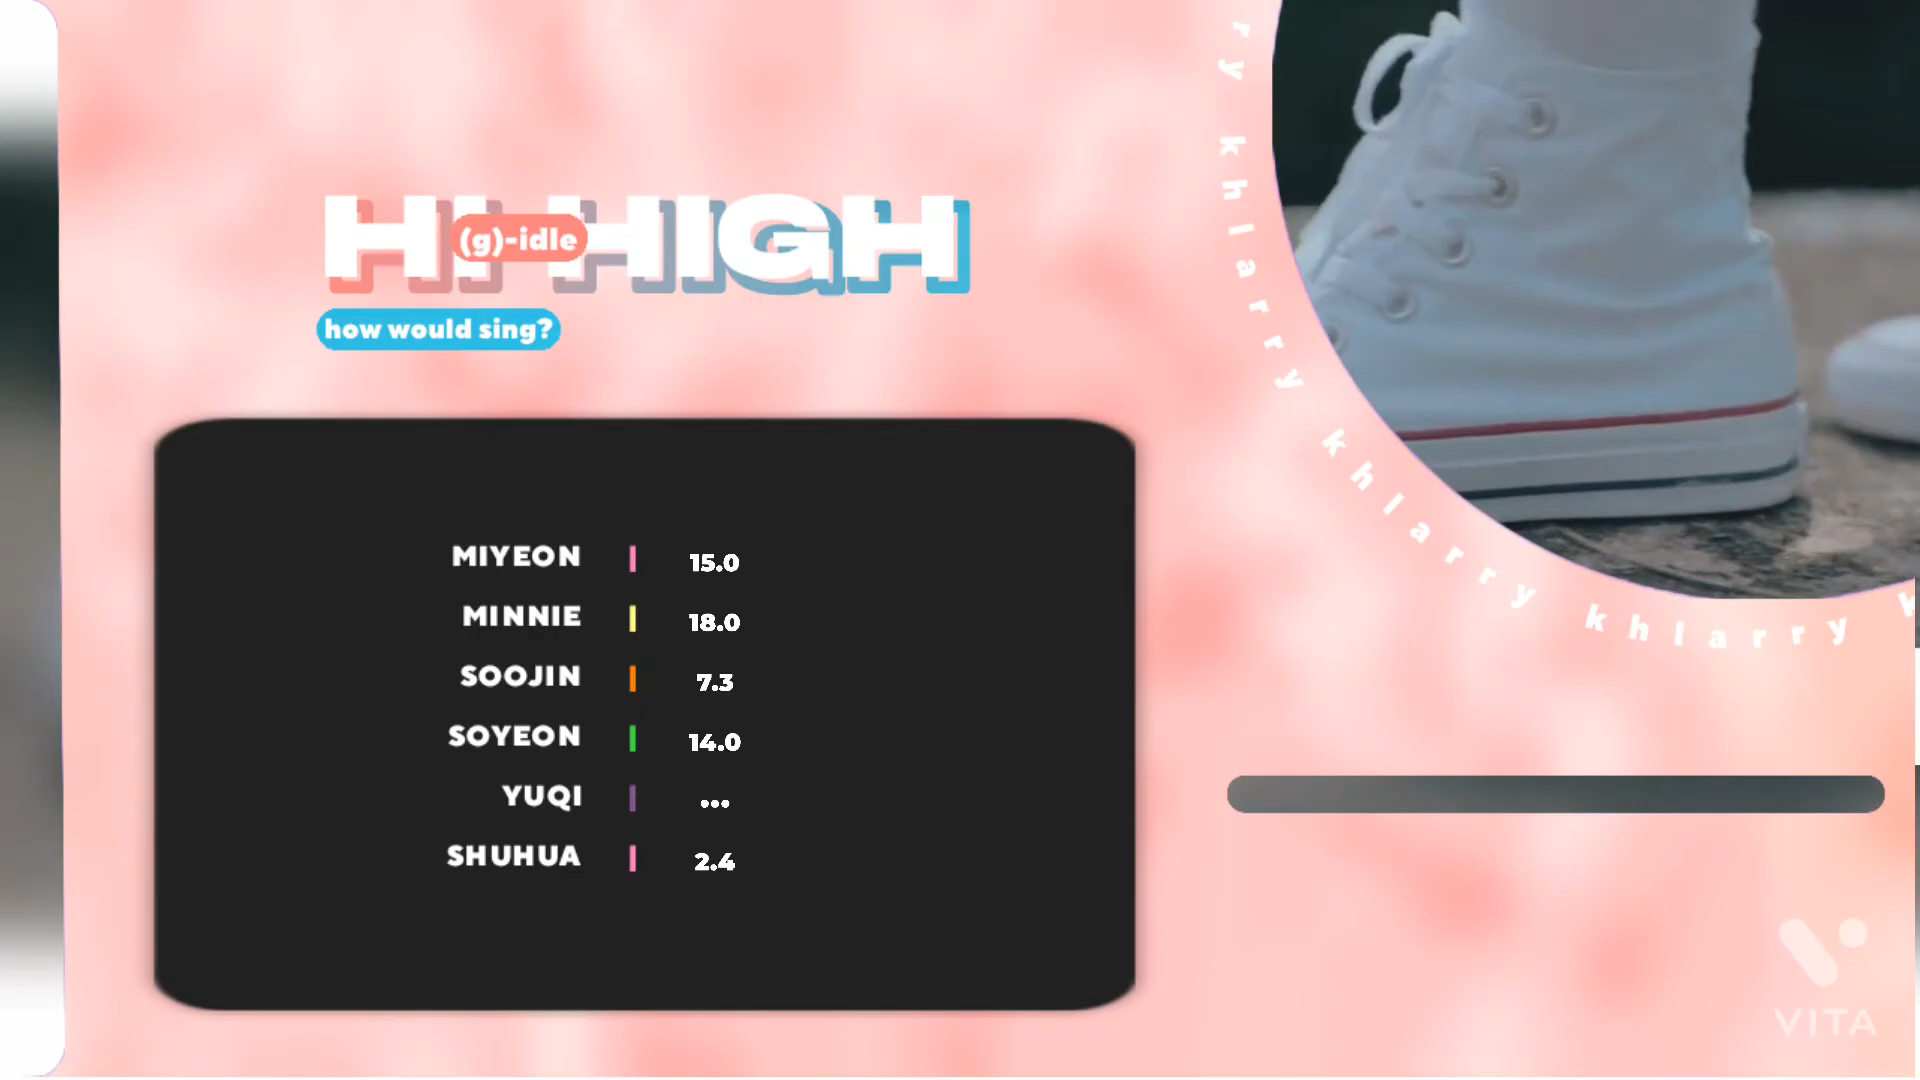 HI HIGH
(g)-idle
how would sing?
MIYEON 15.0
MINNIE 18.0
SOOJIN 7.3
SOYEON 14.0
YUQI ...
SHUHUA 2.4
ry khlarry khlarry khlarry k
VITA